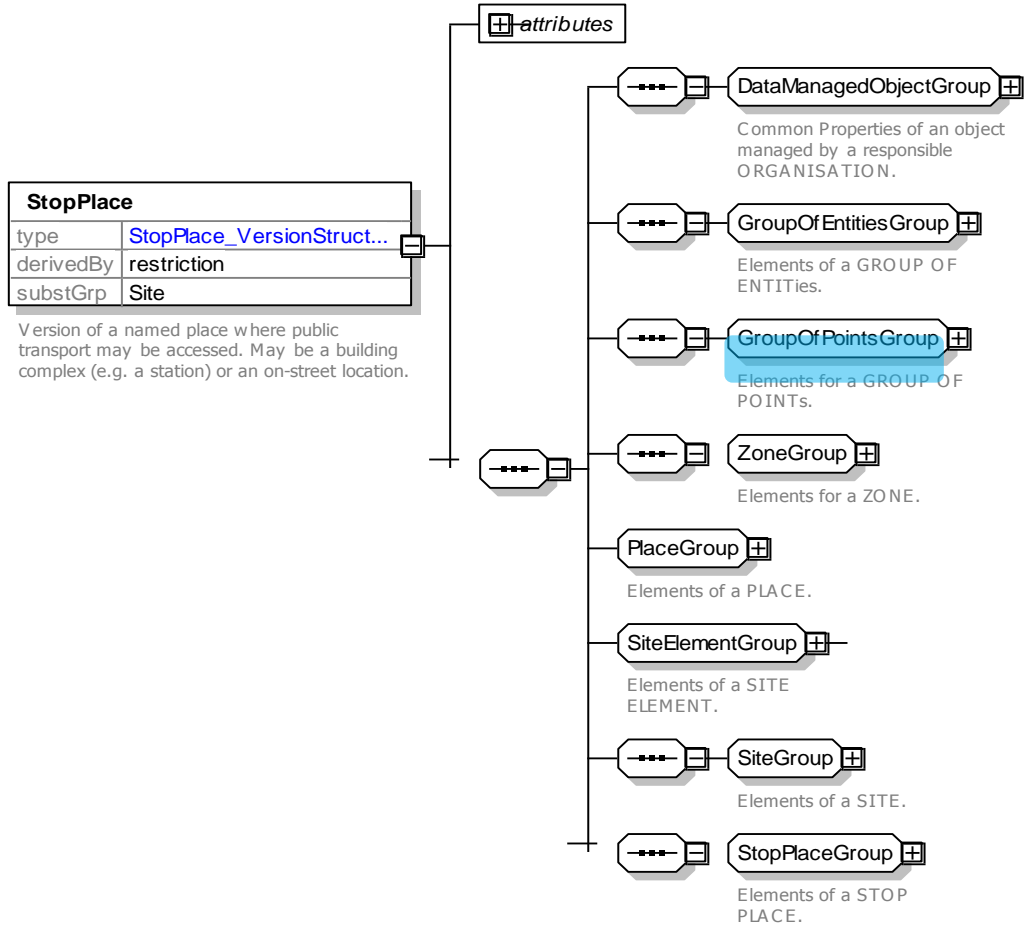 attributes
DataManagedObjectGroup
Common Properties of an object
managed by a responsible
ORGANISATION.
StopPlace
type StopPlace_VersionStruct...
derivedBy restriction
substGrp Site
Version of a named place where public
transport may be accessed. May be a building
complex (e.g. a station) or an on-street location.
GroupOfEntitiesGroup
Elements of a GROUP OF
ENTITies.
GroupOfPointsGroup
Elements for a GROUP OF
POINTs.
ZoneGroup
Elements for a ZONE.
PlaceGroup
Elements of a PLACE.
SiteElementGroup
Elements of a SITE
ELEMENT.
SiteGroup
Elements of a SITE.
StopPlaceGroup
Elements of a STOP
PLACE.